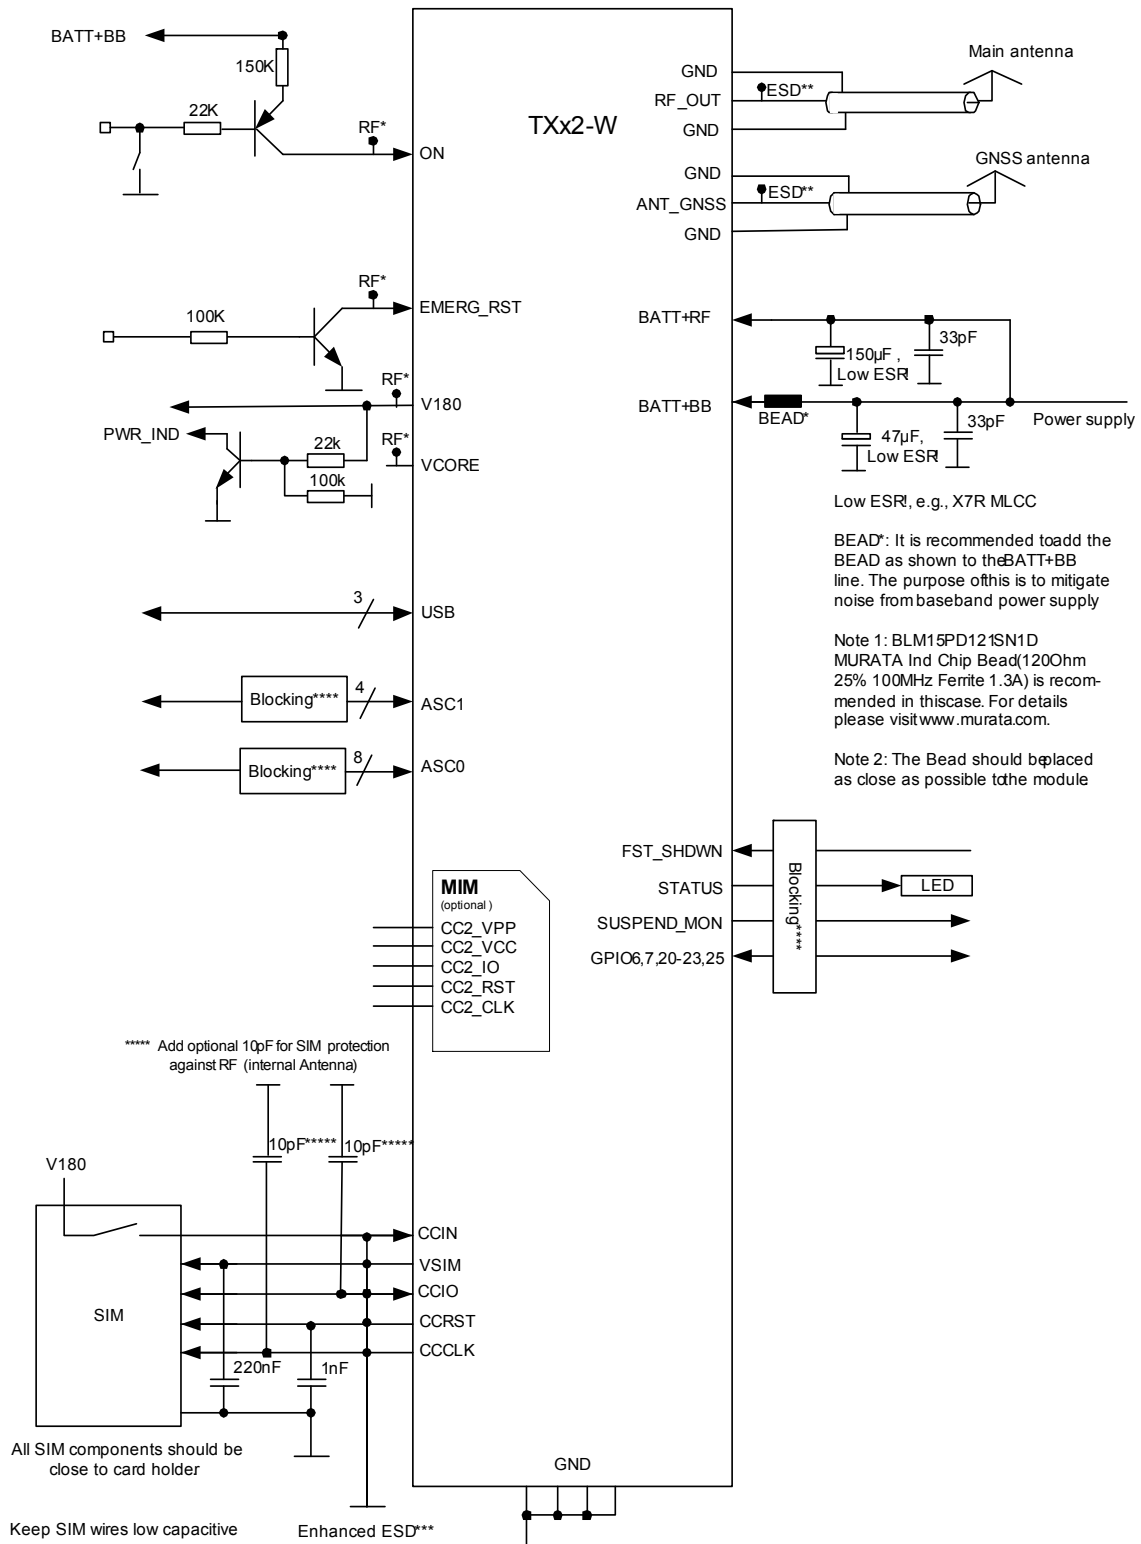 BATT+BB
150K
22K
RF*
ON
TXx2-W
GND
RF_OUT
GND
ESD**
Main antenna
GND
ANT_GNSS
GND
ESD**
GNSS antenna
RF*
100K
EMERG_RST
RF*
V180
PWR_IND
22k
RF*
VCORE
100k
BATT+RF
150µF,
Low ESR!
33pF
BATT+BB
BEAD*
47µF,
Low ESR!
33pF
Power supply
Low ESR!, e.g., X7R MLCC
BEAD*: It is recommended toadd the
BEAD as shown to theBATT+BB
line. The purpose ofthis is to mitigate
noise from baseband power supply
Note 1: BLM15PD121SN1D
MURATA Ind Chip Bead(120Ohm
25% 100MHz Ferrite 1.3A) is recom-
mended in thiscase. For details
please visitwww.murata.com.
Note 2: The Bead should beplaced
as close as possible tothe module
3
USB
Blocking****
4
ASC1
Blocking****
8
ASC0
FST_SHDWN
STATUS
SUSPEND_MON
GPIO6,7,20-23,25
Blocking****
LED
MIM
(optional )
CC2_VPP
CC2_VCC
CC2_IO
CC2_RST
CC2_CLK
***** Add optional 10pF for SIM protection
against RF (internal Antenna)
10pF*****
10pF*****
V180
SIM
CCIN
VSIM
CCIO
CCRST
CCCLK
220nF
1nF
All SIM components should be
close to card holder
GND
Keep SIM wires low capacitive
Enhanced ESD***